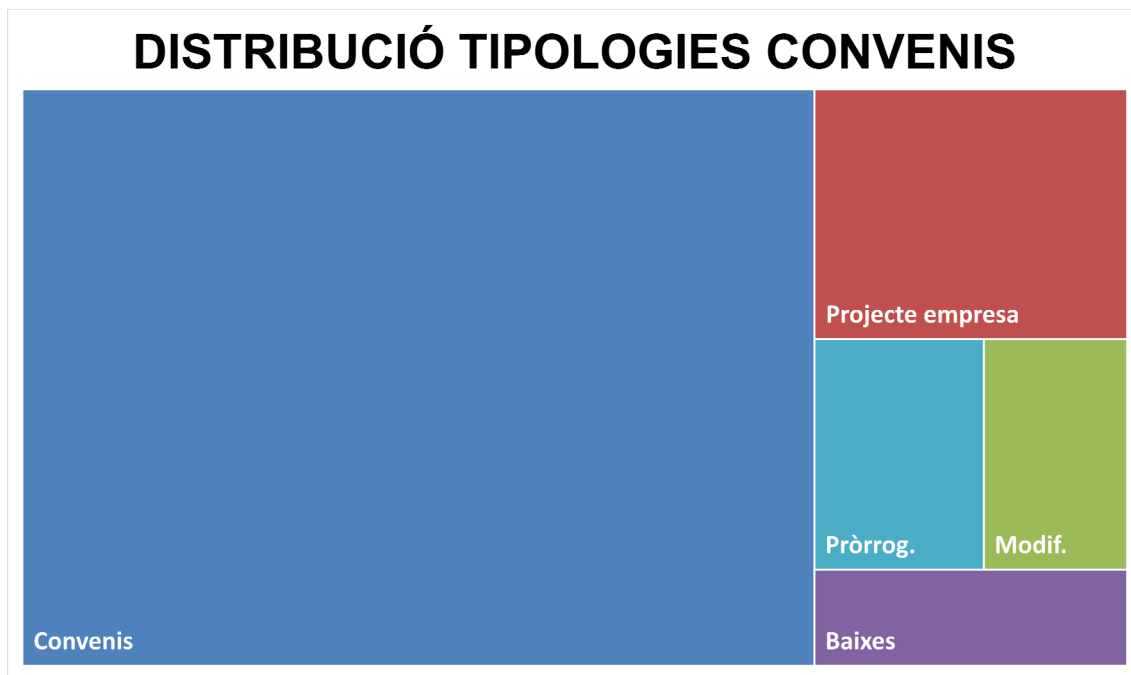 DISTRIBUCIÓ TIPOLOGIES CONVENIS
Projecte empresa
Pròrrog.
Modif.
Convenis
Baixes